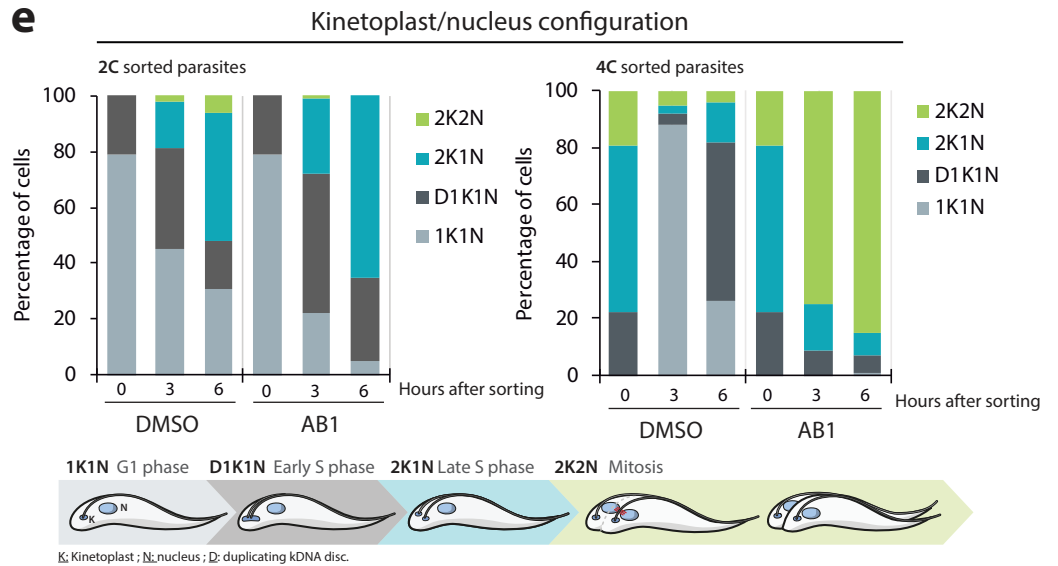 e
Kinetoplast/nucleus configuration
2C sorted parasites
Percentage of cells
100
80
60
40
20
0
0 3 6 0 3 6 Hours after sorting
DMSO AB1
2K2N
2K1N
D1K1N
1K1N
4C sorted parasites
Percentage of cells
100
80
60
40
20
0
0 3 6 0 3 6 Hours after sorting
DMSO AB1
2K2N
2K1N
D1K1N
1K1N
1K1N G1 phase D1K1N Early S phase 2K1N Late S phase 2K2N Mitosis
N
K
K: Kinetoplast ; N: nucleus ; D: duplicating kDNA disc.